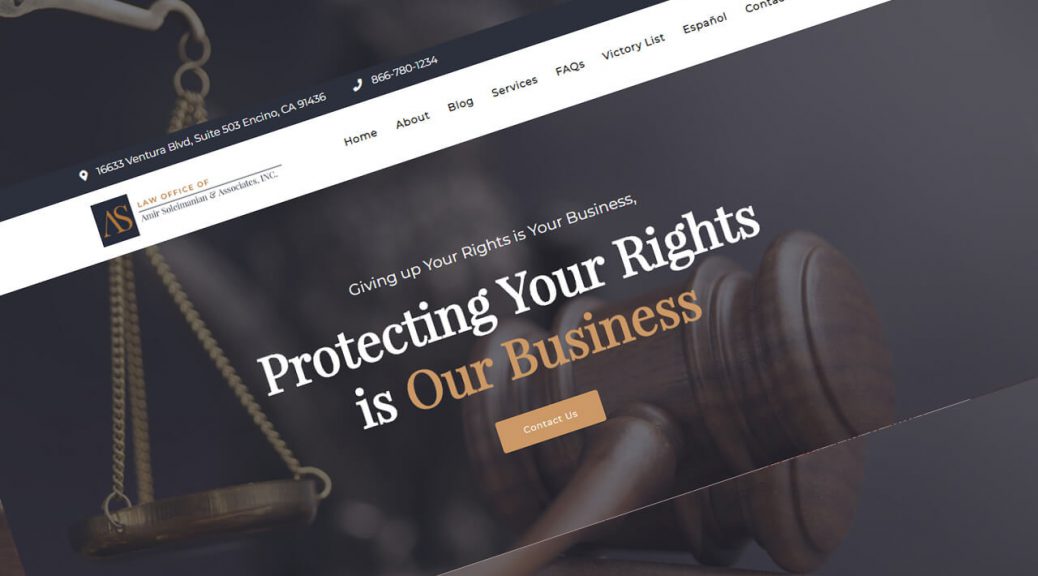 16633 Ventura Blvd, Suite 503 Encino, CA 91436
866-780-1234
AS
LAW OFFICE OF
Amir Soleimanian & Associates, INC.
Home
About
Blog
Services
FAQs
Victory List
Español
Giving up Your Rights is Your Business,
Protecting Your Rights
is Our Business
Contact Us